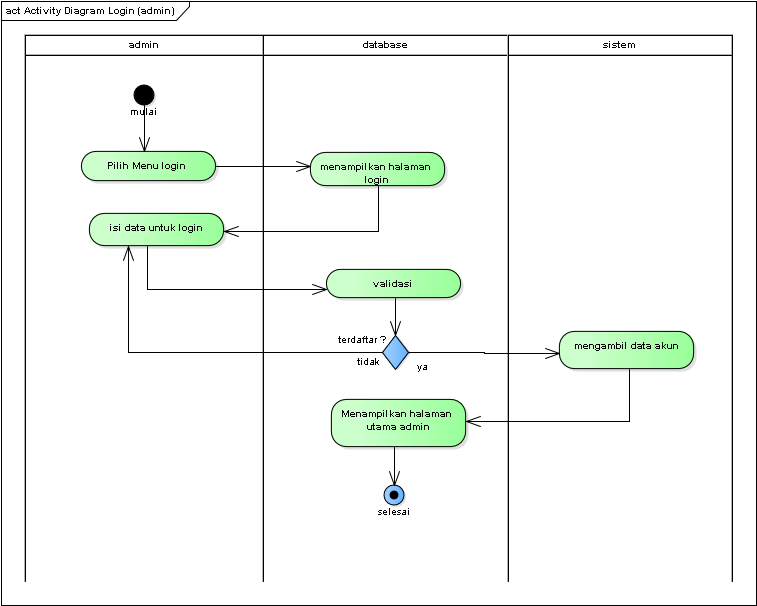 act Activity Diagram Login (admin)
admin
database
sistem
mulai
Pilih Menu login
menampilkan halaman
login
isi data untuk login
validasi
terdaftar ?
tidak
ya
mengambil data akun
Menampilkan halaman
utama admin
selesai